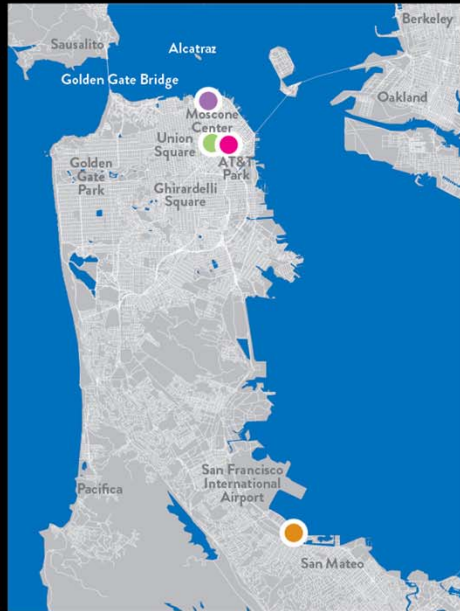 Berkeley
Sausalito
Alcatraz
Golden Gate Bridge
Oakland
Moscone
Center
Union
Square
AT&T
Park
Golden
Gate
Park
Ghirardelli
Square
San Francisco
International
Airport
Pacifica
San Mateo